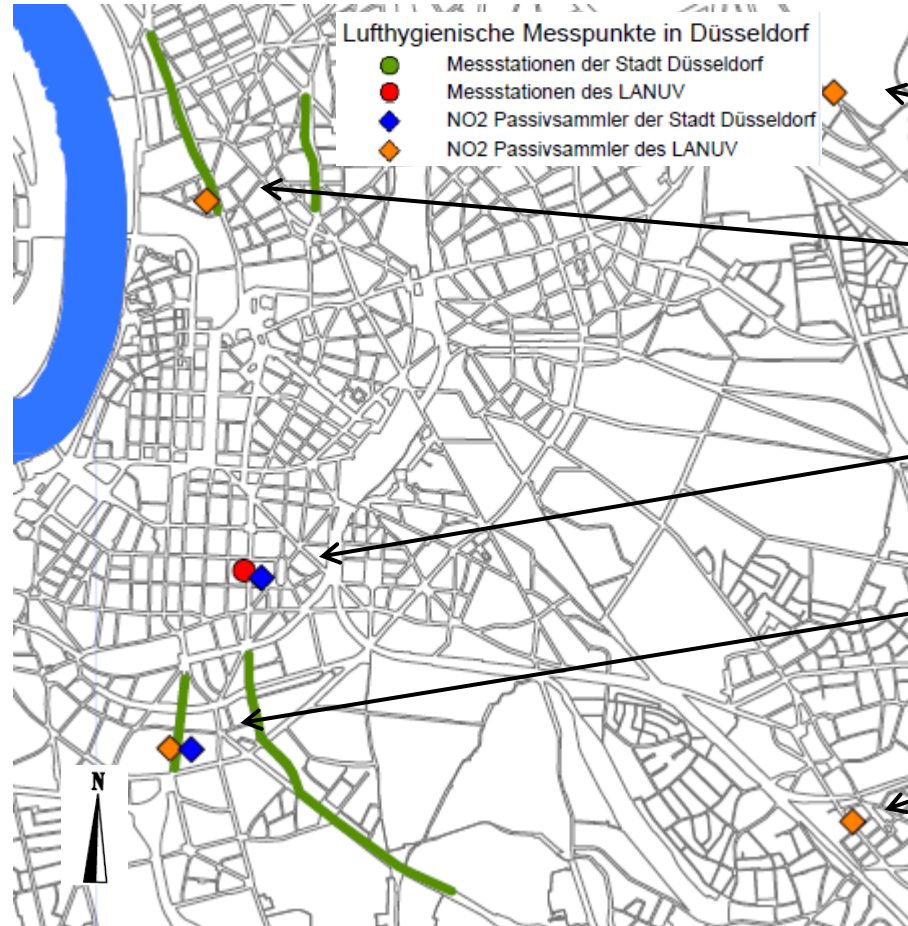 Lufthygienische Messpunkte in Düsseldorf
Messstationen der Stadt Düsseldorf
Messstationen des LANUV
NO2 Passivsammler der Stadt Düsseldorf
NO2 Passivsammler des LANUV
N